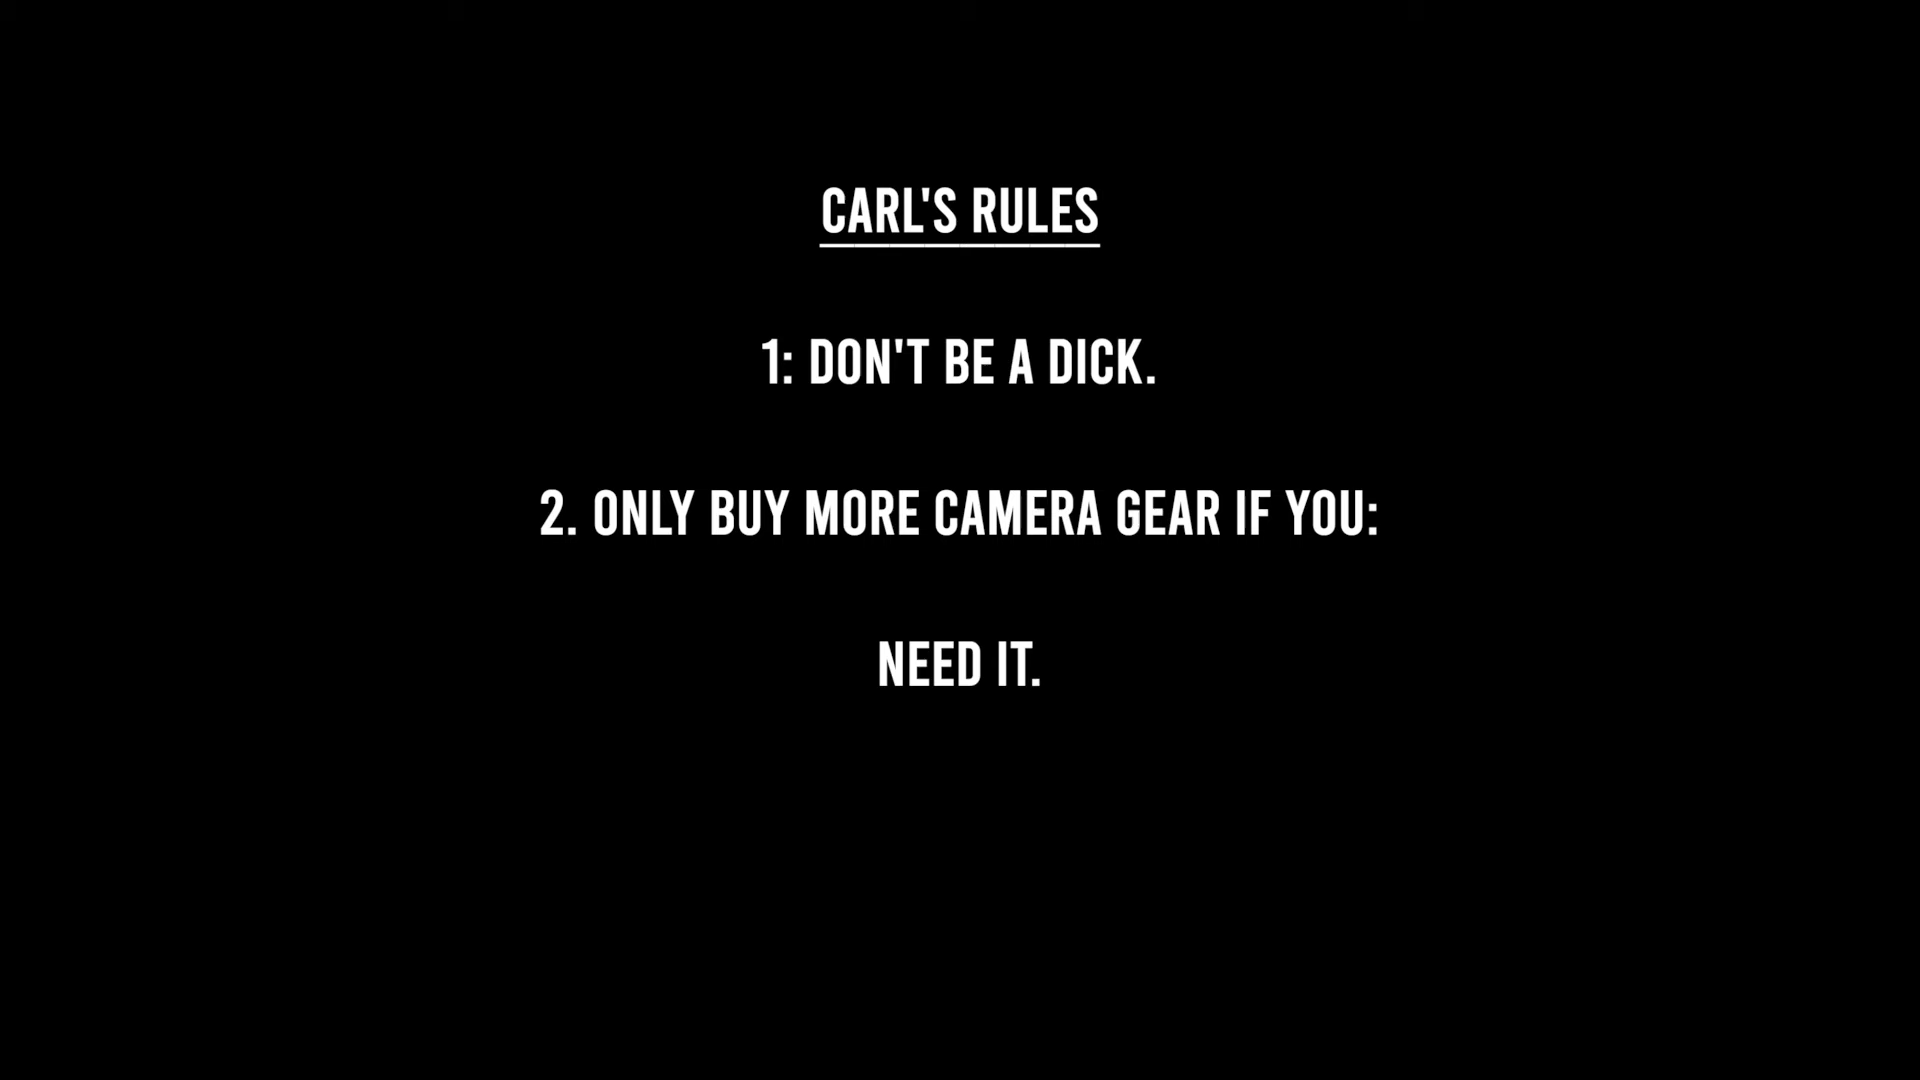 CARL'S RULES
1: DON'T BE A DICK.
2. ONLY BUY MORE CAMERA GEAR IF YOU:
NEED IT.